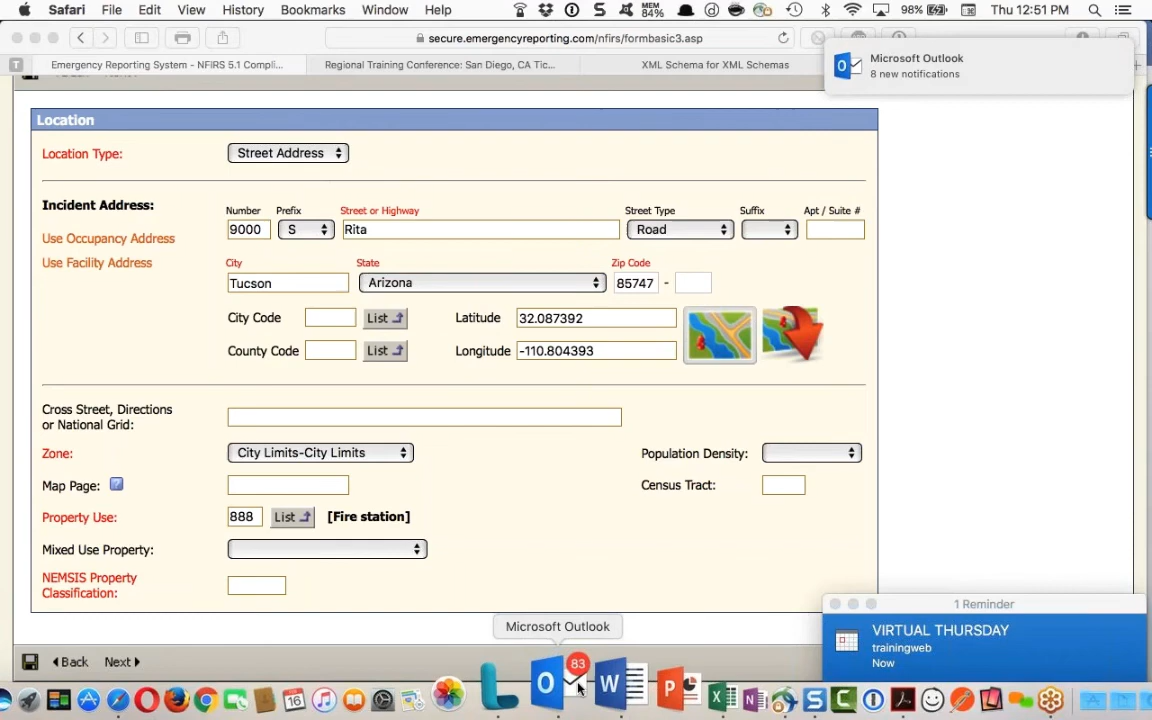 Safari File Edit View History Bookmarks Window Help MEM 84% 98% Thu 12:51 PM
secure.emergencyreporting.com/nfirs/formbasic3.asp
T Emergency Reporting System - NFIRS 5.1 Compli... Regional Training Conference: San Diego, CA Tic... XML Schema for XML Schemas
Microsoft Outlook
8 new notifications
Location
Location Type: Street Address
Incident Address:
Number Prefix Street or Highway Street Type Suffix Apt / Suite #
9000 S Rita Road
Use Occupancy Address
Use Facility Address
City State Zip Code
Tucson Arizona 85747 -
City Code List Latitude 32.087392
County Code List Longitude -110.804393
Cross Street, Directions
or National Grid:
Zone: City Limits-City Limits Population Density:
Map Page: ? Census Tract:
Property Use: 888 List [Fire station]
Mixed Use Property:
NEMSIS Property
Classification:
1 Reminder
VIRTUAL THURSDAY
trainingweb
Now
Microsoft Outlook
Back Next
83
16